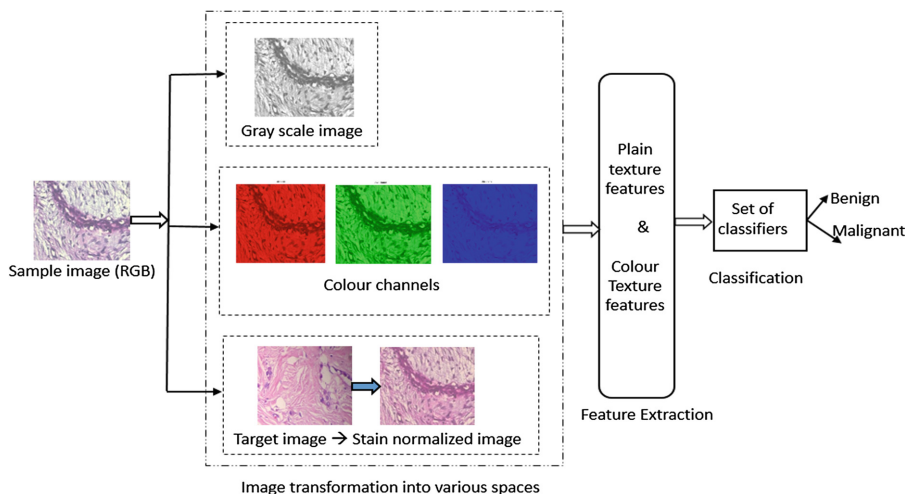 Sample image (RGB)
Gray scale image
Colour channels
Target image → Stain normalized image
Image transformation into various spaces
Plain
texture
features
&
Colour
Texture
features
Feature Extraction
Set of
classifiers
Classification
Benign
Malignant